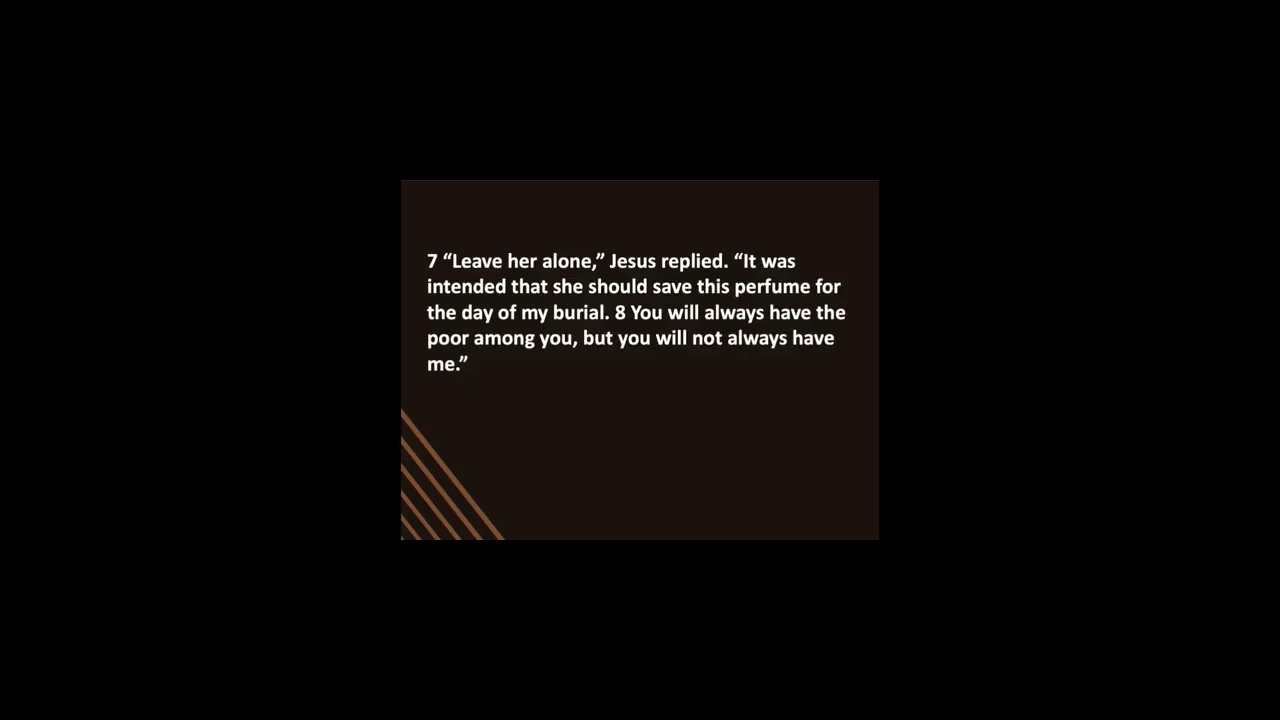 7 “Leave her alone,” Jesus replied. “It was
intended that she should save this perfume for
the day of my burial. 8 You will always have the
poor among you, but you will not always have
me.”